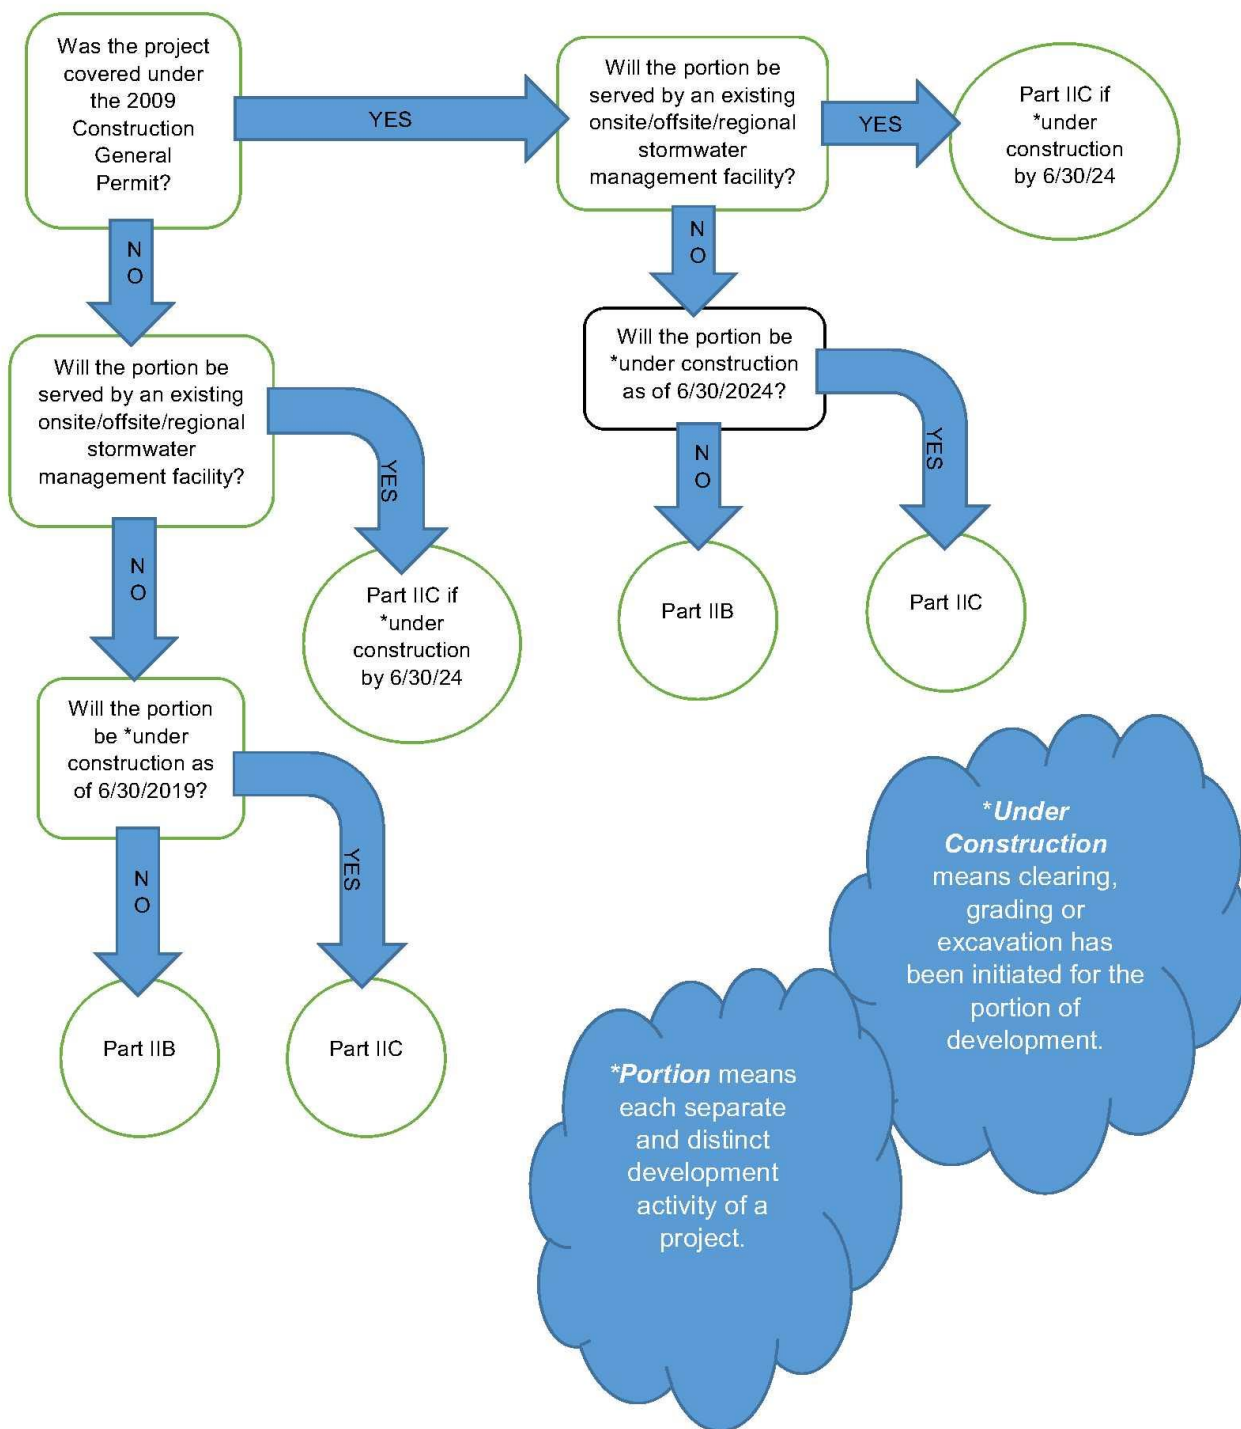 Was the project
covered under
the 2009
Construction
General
Permit?
YES
Will the portion be
served by an existing
onsite/offsite/regional
stormwater
management facility?
YES
Part IIC if
*under
construction
by 6/30/24
N
O
N
O
Will the portion be
served by an existing
onsite/offsite/regional
stormwater
management facility?
YES
Will the portion be
*under construction
as of 6/30/2024?
YES
N
O
N
O
Part IIC if
*under
construction
by 6/30/24
Part IIB
Part IIC
Will the portion
be *under
construction as
of 6/30/2019?
YES
N
O
Part IIB
Part IIC
*Under
Construction
means clearing,
grading or
excavation has
been initiated for the
portion of
development.
*Portion means
each separate
and distinct
development
activity of a
project.